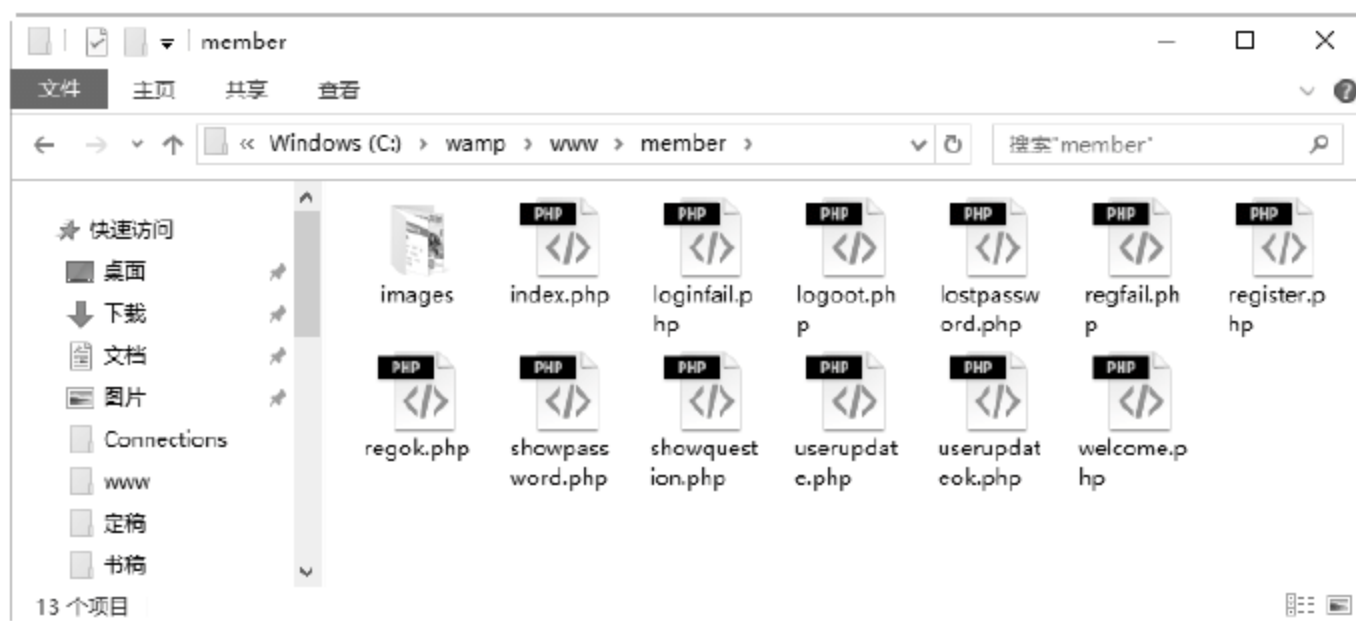 member
文件 主页 共享 查看
« Windows (C:) › wamp › www › member › 搜索"member"
快速访问
桌面
下载
文档
图片
Connections
www
定稿
书稿
PHP PHP PHP PHP PHP PHP
images index.php loginfail.p logoot.ph lostpassw regfail.ph register.p
hp p ord.php p hp
PHP PHP PHP PHP PHP PHP
regok.php showpass showquest userupdat userupdat welcome.p
word.php ion.php e.php eok.php hp
13 个项目